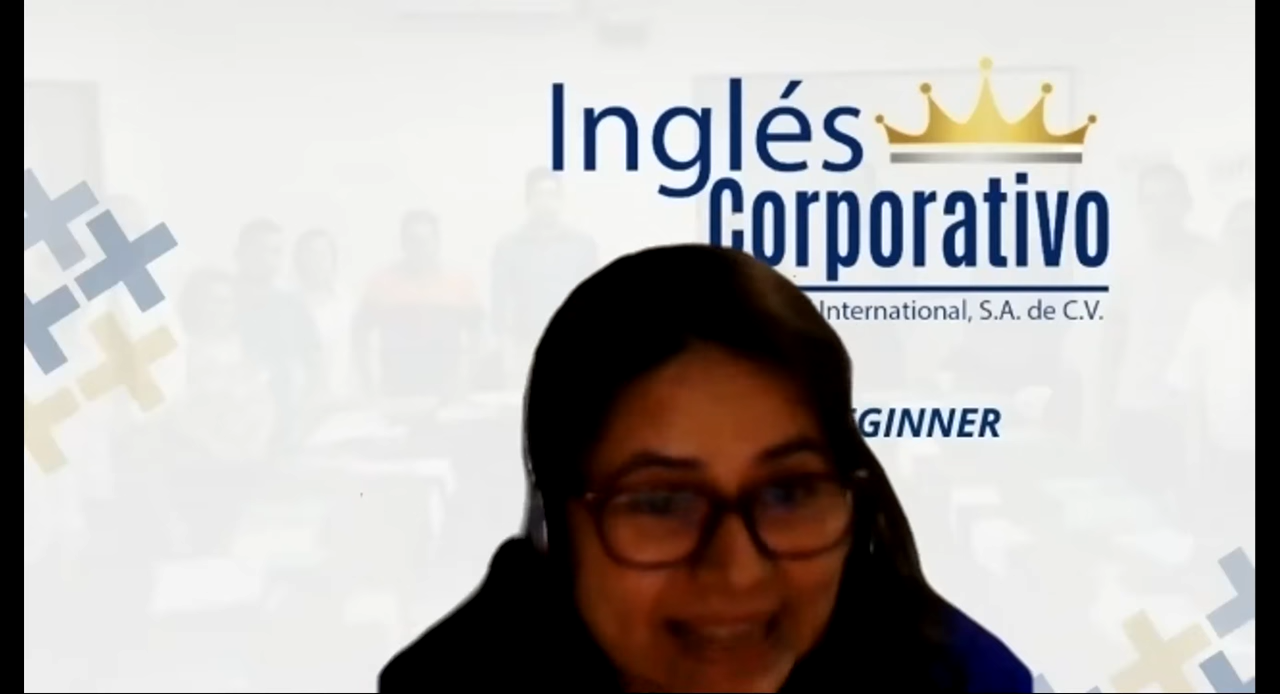 Inglés
Corporativo
International, S.A. de C.V.
GINNER